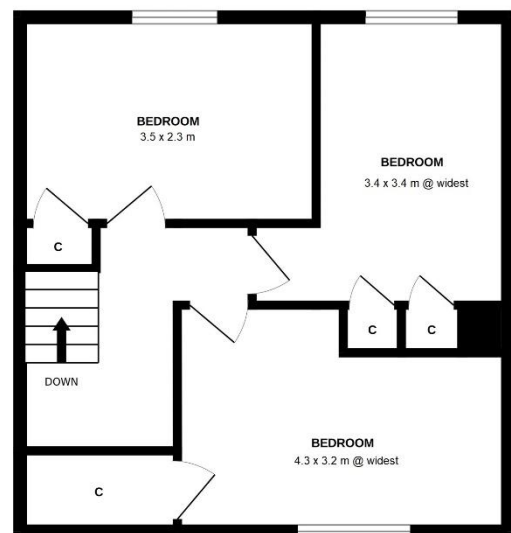 BEDROOM
3.5 x 2.3 m
BEDROOM
3.4 x 3.4 m @ widest
C
C
C
DOWN
BEDROOM
4.3 x 3.2 m @ widest
C